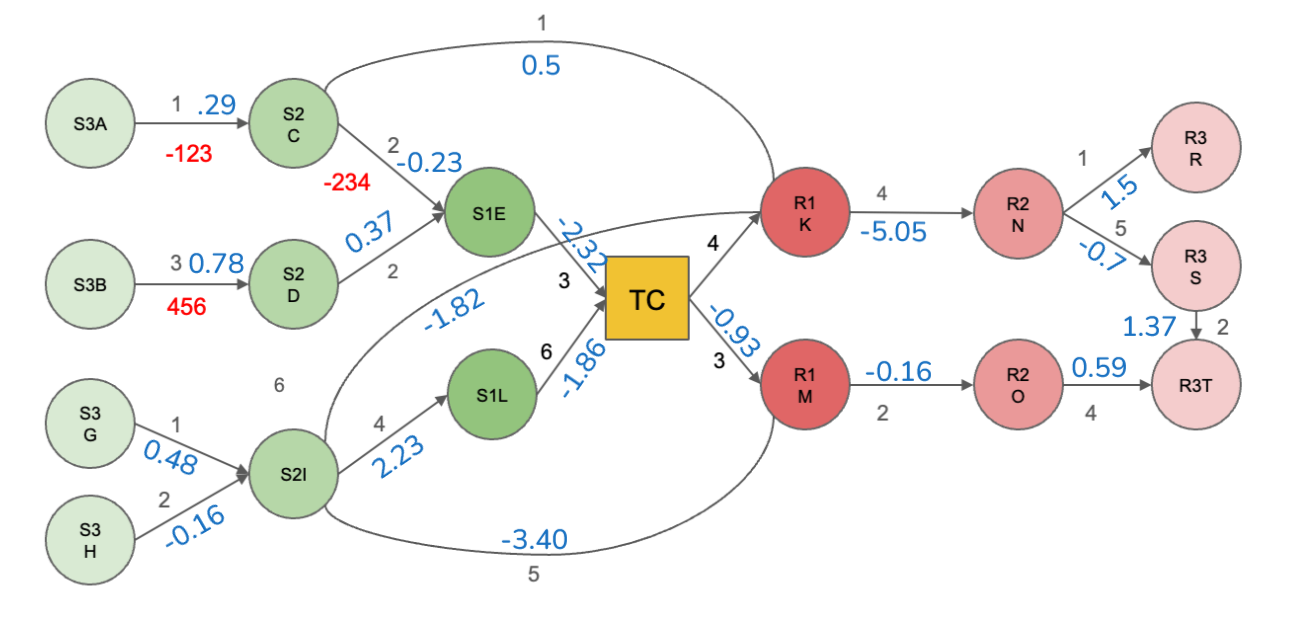 1
0.5
S3A
1 .29
-123
S2
C
2
-0.23
-234
S1E
-2.32
3
R1
K
4
-5.05
R2
N
1
1.5
R3
R
5
-0.7
R3
S
S3B
3 0.78
456
S2
D
0.37
2
TC
4
-0.93
3
1.37
2
-1.82
6
S1L
6
-1.86
R1
M
-0.16
2
R2
O
0.59
4
R3T
S3
G
1
0.48
S3
H
2
-0.16
S2I
4
2.23
-3.40
5